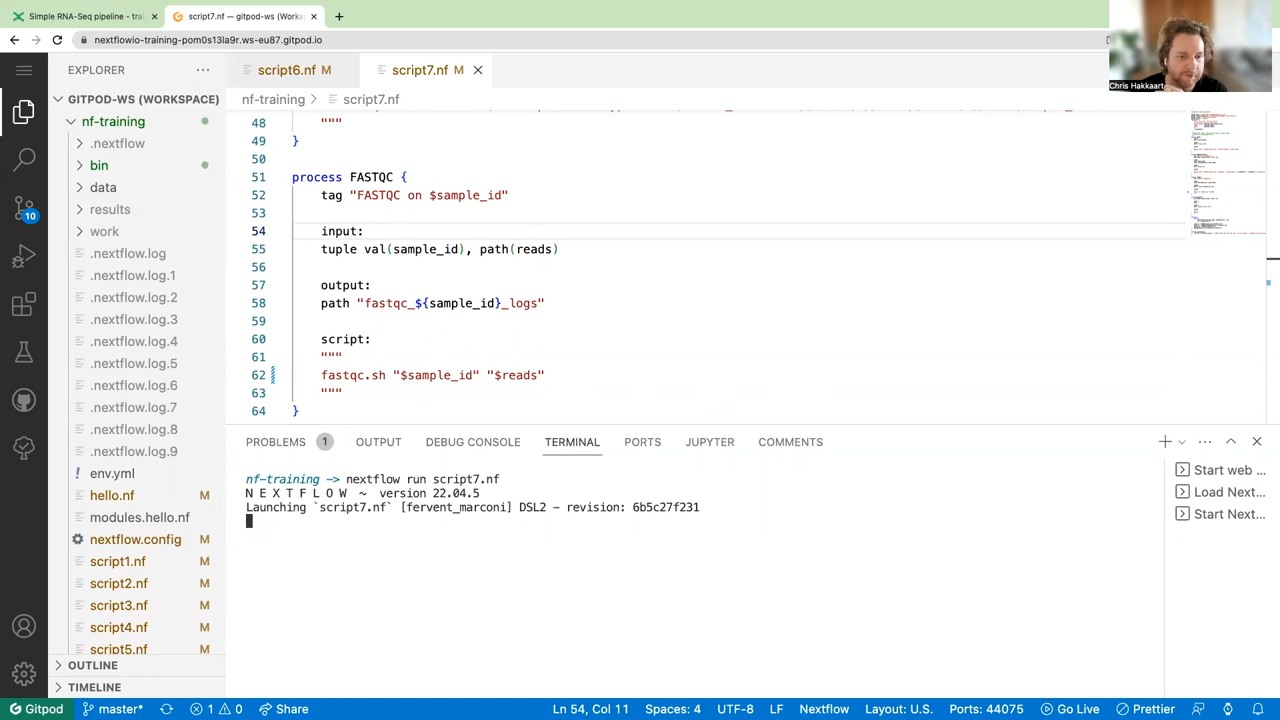 Simple RNA-Seq pipeline - trai
script7.nf — gitpod-ws (Works
nextflowio-training-pom0s13la9r.ws-eu87.gitpod.io
Chris Hakkaart
EXPLORER
script6.nf M
script7.nf M
GITPOD-WS (WORKSPACE)
nf-training
script7.nf
nf-training
nextflow
bin
data
results
work
.nextflow.log
.nextflow.log.1
.nextflow.log.2
.nextflow.log.3
.nextflow.log.4
.nextflow.log.5
.nextflow.log.6
.nextflow.log.7
.nextflow.log.8
.nextflow.log.9
env.yml
hello.nf M
modules.hello.nf
nextflow.config M
script1.nf M
script2.nf M
script3.nf M
script4.nf M
script5.nf M
OUTLINE
TIMELINE
10
48 """
49 }
50
51 process FASTQC {
52 tag "FASTQC on $sample_id"
53
54 input:
55 tuple val(sample_id), path(reads)
56
57 output:
58 path "fastqc_${sample_id}_logs"
59
60 script:
61 """
62 fastqc.sh "$sample_id" "$reads"
63 """
64 }
PROBLEMS 1 OUTPUT DEBUG CONSOLE TERMINAL PORTS JUPYTER COMMENTS
nf-training -> nextflow run script7.nf
N E X T F L O W ~ version 22.04.5
Launching `script7.nf` [fervent_maroni] DSL2 - revision: 6b5c27f231
Start web ...
Load Next...
Start Next...
Gitpod master* 1 0 Share Ln 54, Col 11 Spaces: 4 UTF-8 LF Nextflow Layout: U.S. Ports: 44075 Go Live Prettier